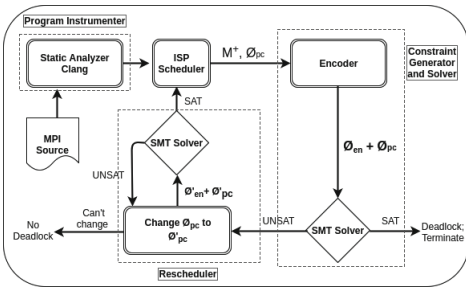 Program Instrumenter
Static Analyzer
Clang
ISP
Scheduler
M⁺, Øpc
Encoder
Constraint
Generator
and Solver
MPI
Source
SAT
SMT Solver
UNSAT
Ø'en+ Ø'pc
Øen + Øpc
Can't
change
No
Deadlock
Change Øpc to
Ø'pc
UNSAT
SMT Solver
SAT
Deadlock;
Terminate
Rescheduler